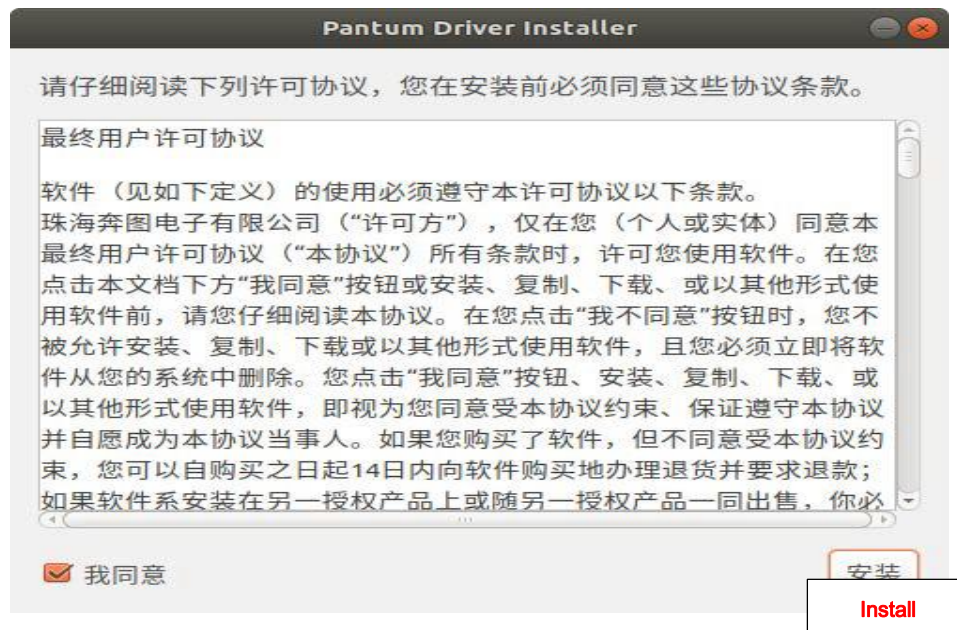 Pantum Driver Installer
请仔细阅读下列许可协议，您在安装前必须同意这些协议条款。
最终用户许可协议
软件（见如下定义）的使用必须遵守本许可协议以下条款。
珠海奔图电子有限公司（“许可方”），仅在您（个人或实体）同意本
最终用户许可协议（“本协议”）所有条款时，许可您使用软件。在您
点击本文档下方“我同意”按钮或安装、复制、下载、或以其他形式使
用软件前，请您仔细阅读本协议。在您点击“我不同意”按钮时，您不
被允许安装、复制、下载或以其他形式使用软件，且您必须立即将软
件从您的系统中删除。您点击“我同意”按钮、安装、复制、下载、或
以其他形式使用软件，即视为您同意受本协议约束、保证遵守本协议
并自愿成为本协议当事人。如果您购买了软件，但不同意受本协议约
束，您可以自购买之日起14日内向软件购买地办理退货并要求退款；
如果软件系安装在另一授权产品上或随另一授权产品一同出售，你必
我同意
安装
Install